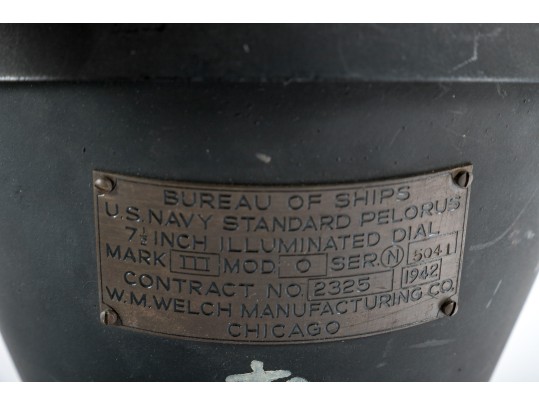 BUREAU OF SHIPS
U.S. NAVY STANDARD PELORUS
7½ INCH ILLUMINATED DIAL
MARK III MOD O SER. N 5041
CONTRACT NO. 2325 1942
W.M. WELCH MANUFACTURING CO.
CHICAGO